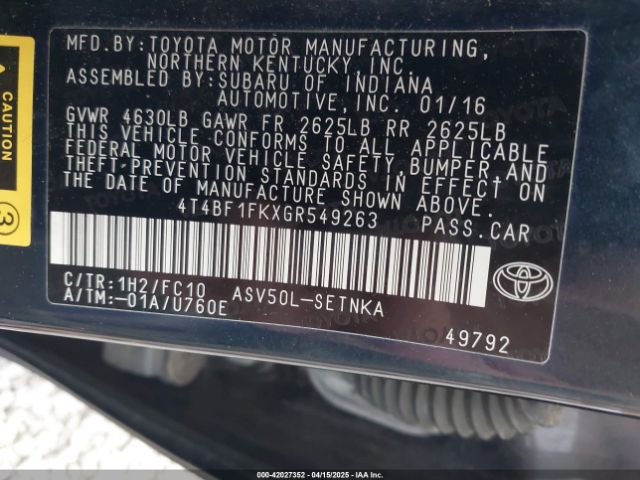 MFD.BY:TOYOTA MOTOR MANUFACTURING,
NORTHERN KENTUCKY,INC.
ASSEMBLED BY:SUBARU OF INDIANA
AUTOMOTIVE,INC. 01/16
GVWR 4630LB GAWR FR 2625LB RR 2625LB
THIS VEHICLE CONFORMS TO ALL APPLICABLE
FEDERAL MOTOR VEHICLE SAFETY,BUMPER,AND
THEFT-PREVENTION STANDARDS IN EFFECT ON
THE DATE OF MANUFACTURE SHOWN ABOVE.
4T4BF1FKXGR549263 PASS.CAR
C/TR:1H2/FC10 ASV50L-SETNKA
A/TM:-01A/U760E
49792
CAUTION
3
000-42027352 - 04/15/2025 - IAAI.COM